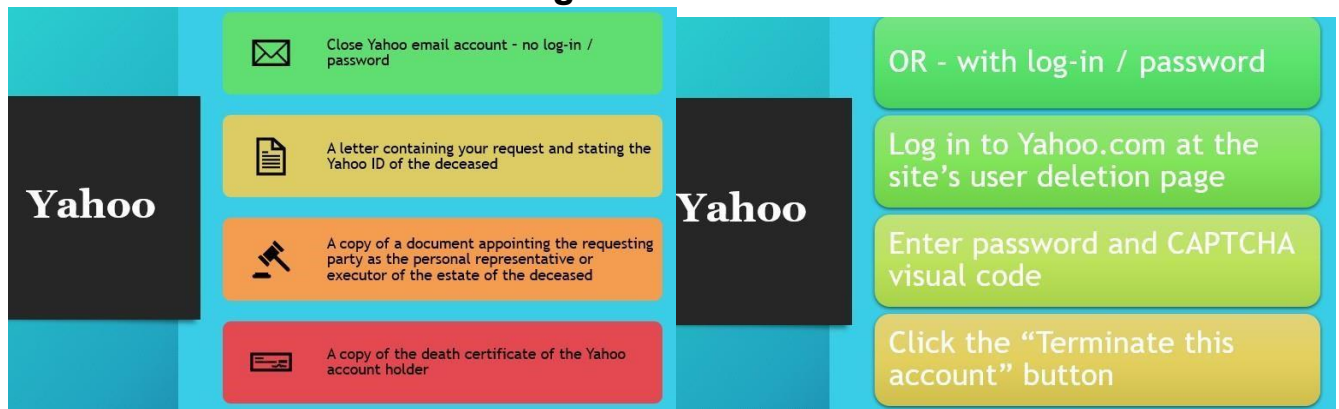 Yahoo
Close Yahoo email account – no log-in /
password
A letter containing your request and stating the
Yahoo ID of the deceased
A copy of a document appointing the requesting
party as the personal representative or
executor of the estate of the deceased
A copy of the death certificate of the Yahoo
account holder
Yahoo
OR – with log-in / password
Log in to Yahoo.com at the
site’s user deletion page
Enter password and CAPTCHA
visual code
Click the “Terminate this
account” button